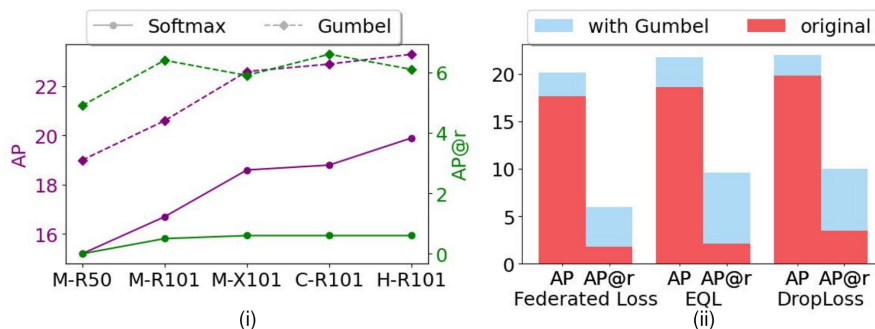 Softmax Gumbel
AP
22
20
18
16
6
4
2
0
AP@r
M-R50 M-R101 M-X101 C-R101 H-R101
(i)
with Gumbel original
20
15
10
5
0
AP AP@r AP AP@r AP AP@r
Federated Loss EQL DropLoss
(ii)